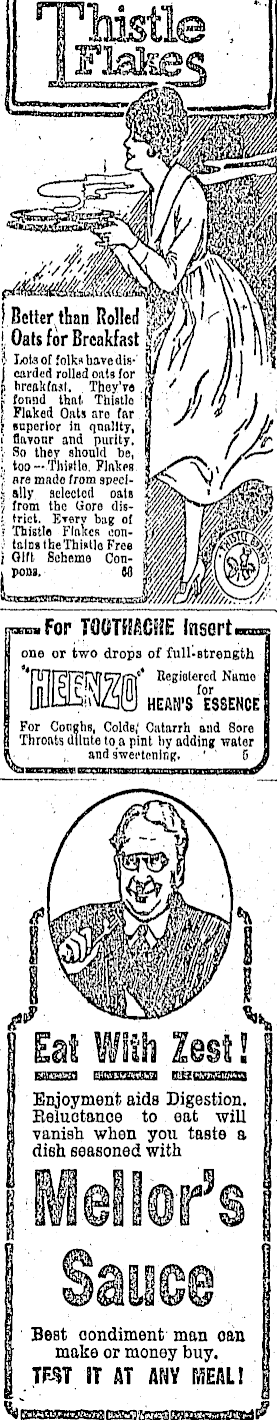 Thistle
Flakes
Better than Rolled
Oats for Breakfast
Lots of folks have dis-
carded rolled oats for
breakfast. They've
found that Thistle
Flaked Oats are far
superior in quality,
flavour and purity.
So they should be,
too -- Thistle Flakes
are made from speci-
ally selected oats
from the Gore dis-
trict. Every bag of
Thistle Flakes con-
tains the Thistle Free
Gift Scheme Cou-
pons. 68
THISTLE BRAND
For TOOTHACHE Insert
one or two drops of full-strength
"HEENZO"
Registered Name
for
HEAN'S ESSENCE
For Coughs, Colds, Catarrh and Sore
Throats dilute to a pint by adding water
and sweetening. 5
Eat With Zest!
Enjoyment aids Digestion.
Reluctance to eat will
vanish when you taste a
dish seasoned with
Mellor's
Sauce
Best condiment man can
make or money buy.
TEST IT AT ANY MEAL!